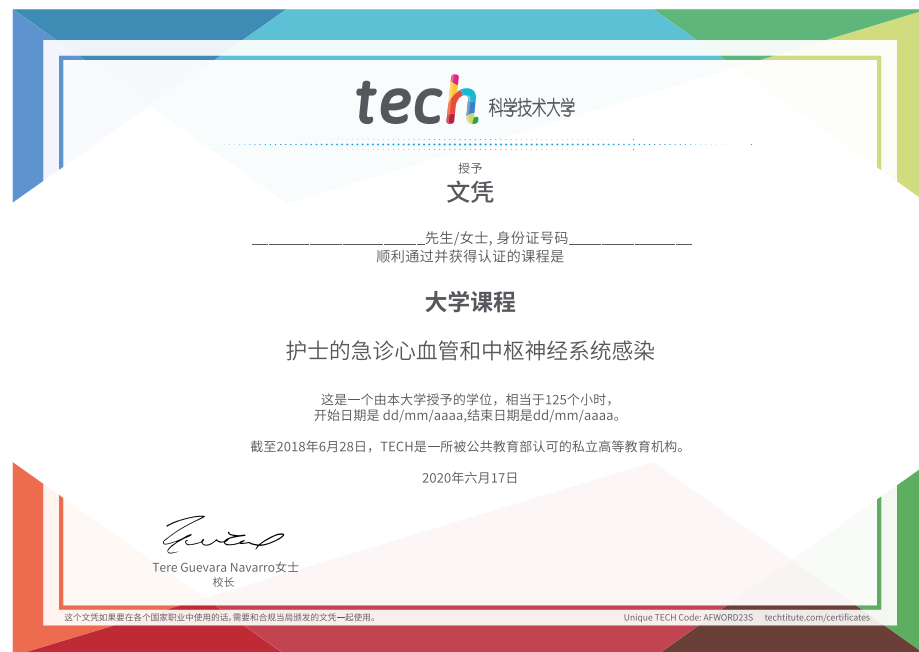 tech 科学技术大学
授予
文凭
______________________先生/女士, 身份证号码________________
顺利通过并获得认证的课程是
大学课程
护士的急诊心血管和中枢神经系统感染
这是一个由本大学授予的学位，相当于125个小时，
开始日期是 dd/mm/aaaa,结束日期是dd/mm/aaaa。
截至2018年6月28日，TECH是一所被公共教育部认可的私立高等教育机构。
2020年六月17日
Tere Guevara Navarro女士
校长
这个文凭如果要在各个国家职业中使用的话, 需要和合规当局颁发的文凭一起使用。
Unique TECH Code: AFWORD23S techtitute.com/certificates